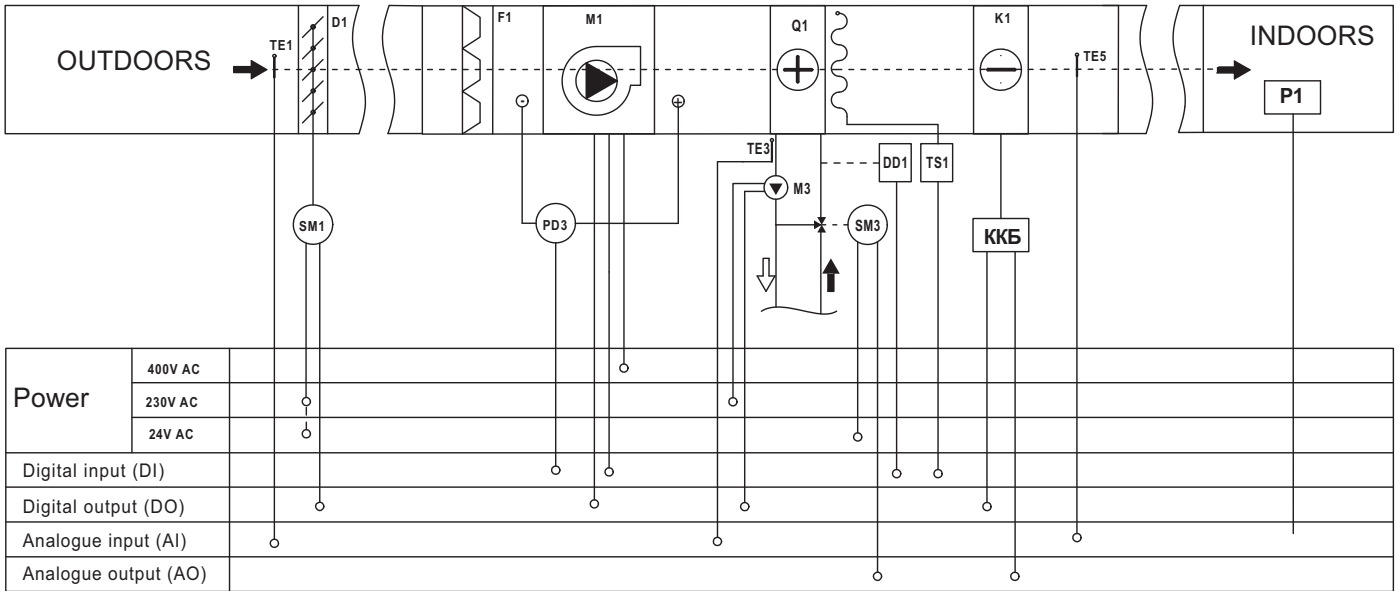 OUTDOORS
TE1
D1
F1
M1
Q1
K1
TE5
INDOORS
P1
TE3
M3
DD1
TS1
SM1
PD3
SM3
ККБ
Power
400V AC
230V AC
24V AC
Digital input (DI)
Digital output (DO)
Analogue input (AI)
Analogue output (AO)